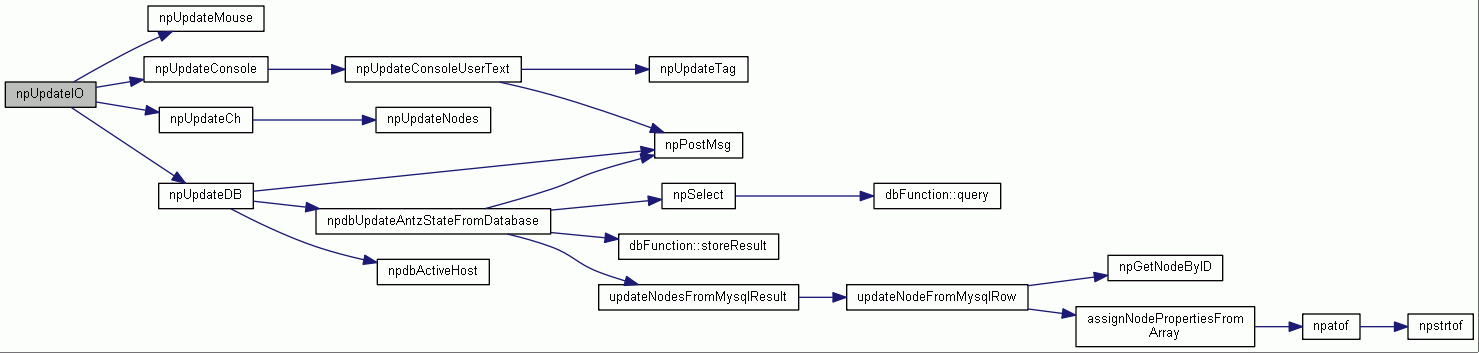 npUpdateMouse
npUpdateConsole
npUpdateConsoleUserText
npUpdateTag
npUpdateIO
npUpdateCh
npUpdateNodes
npPostMsg
npUpdateDB
npSelect
dbFunction::query
npdbUpdateAntzStateFromDatabase
dbFunction::storeResult
npdbActiveHost
npGetNodeByID
updateNodesFromMysqlResult
updateNodeFromMysqlRow
assignNodePropertiesFrom
Array
npatof
npstrtof